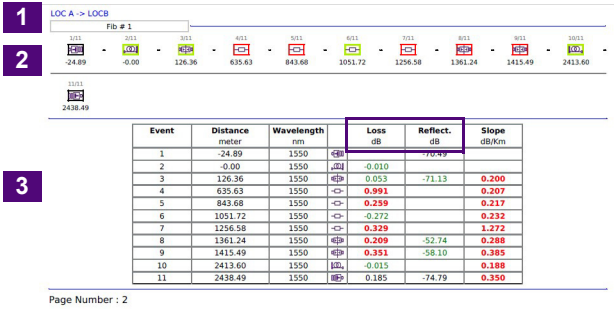 1
LOC A -> LOCB
Fib # 1
2
1/11 2/11 3/11 4/11 5/11 6/11 7/11 8/11 9/11 10/11
- - - - - - - - - -
-24.89 -0.00 126.36 635.63 843.68 1051.72 1256.58 1361.24 1415.49 2413.60
11/11
2438.49
3
Event Distance Wavelength Loss Reflect. Slope
meter nm dB dB dB/Km
1 -24.89 1550 -70.49
2 -0.00 1550 -0.010
3 126.36 1550 0.053 -71.13 0.200
4 635.63 1550 0.991 0.207
5 843.68 1550 0.259 0.217
6 1051.72 1550 -0.272 0.232
7 1256.58 1550 0.329 1.272
8 1361.24 1550 0.209 -52.74 0.288
9 1415.49 1550 0.351 -58.10 0.385
10 2413.60 1550 -0.015 0.188
11 2438.49 1550 0.185 -74.79 0.350
Page Number : 2